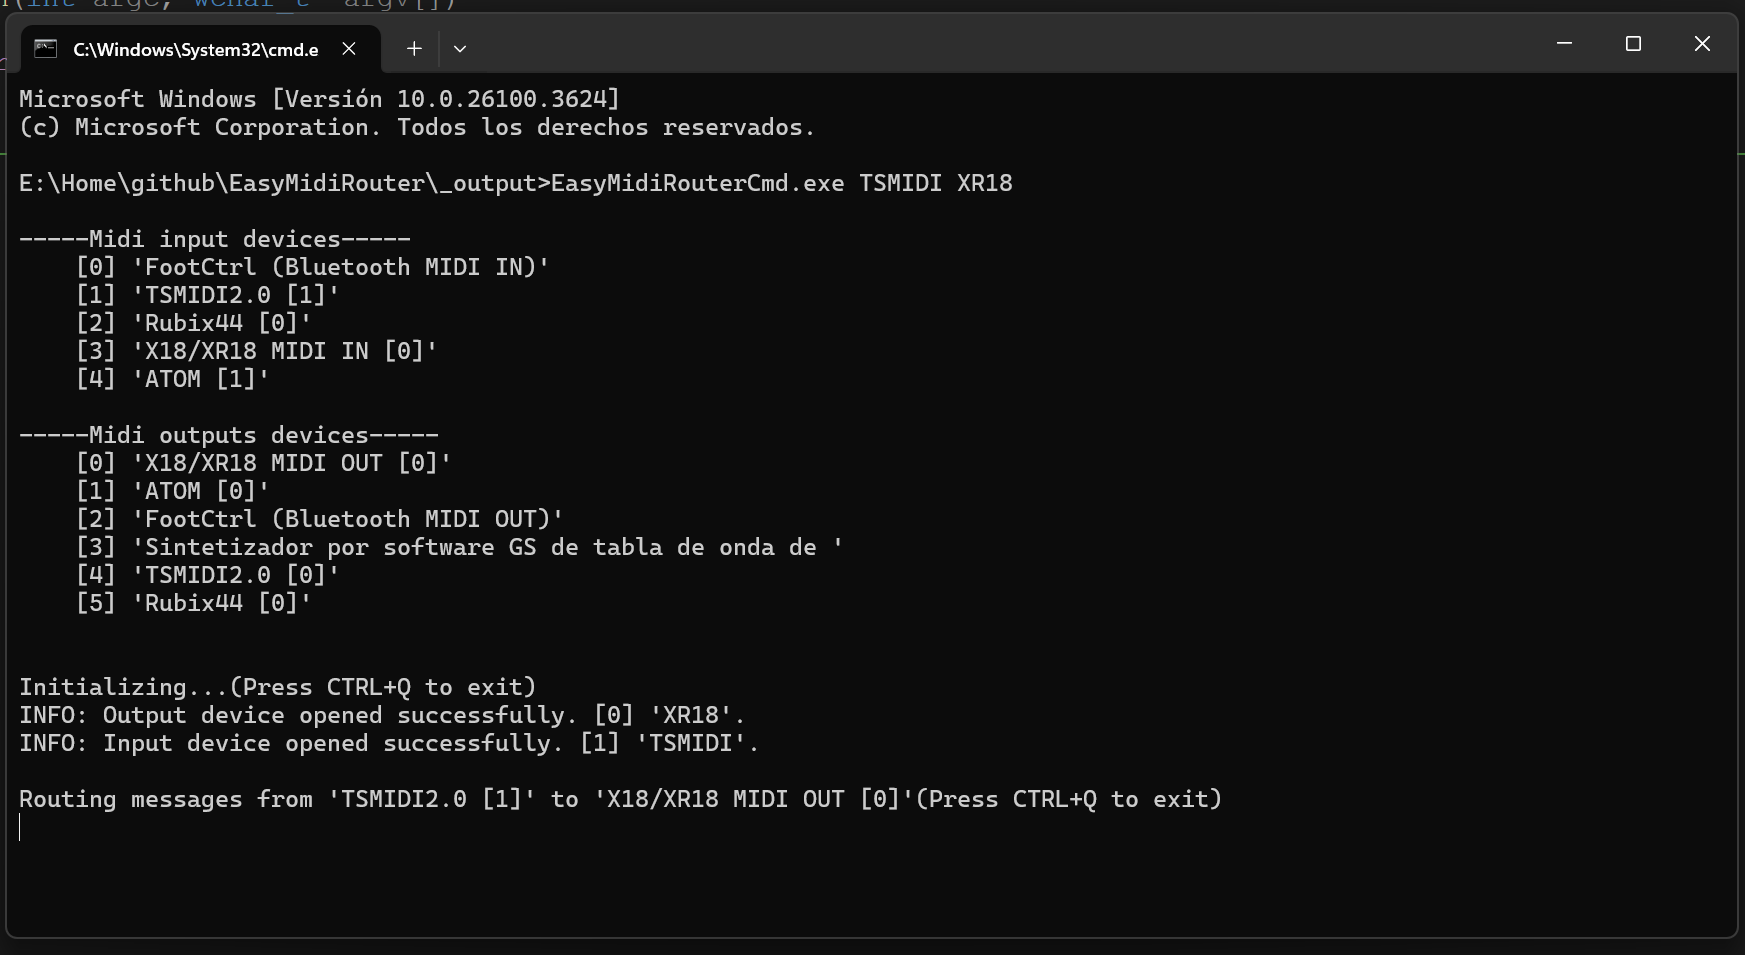 (int argc, wchar_t* argv[])
C:\Windows\System32\cmd.e
Microsoft Windows [Versión 10.0.26100.3624]
(c) Microsoft Corporation. Todos los derechos reservados.
E:\Home\github\EasyMidiRouter\_output>EasyMidiRouterCmd.exe TSMIDI XR18
-----Midi input devices-----
[0] 'FootCtrl (Bluetooth MIDI IN)'
[1] 'TSMIDI2.0 [1]'
[2] 'Rubix44 [0]'
[3] 'X18/XR18 MIDI IN [0]'
[4] 'ATOM [1]'
-----Midi outputs devices-----
[0] 'X18/XR18 MIDI OUT [0]'
[1] 'ATOM [0]'
[2] 'FootCtrl (Bluetooth MIDI OUT)'
[3] 'Sintetizador por software GS de tabla de onda de '
[4] 'TSMIDI2.0 [0]'
[5] 'Rubix44 [0]'
Initializing...(Press CTRL+Q to exit)
INFO: Output device opened successfully. [0] 'XR18'.
INFO: Input device opened successfully. [1] 'TSMIDI'.
Routing messages from 'TSMIDI2.0 [1]' to 'X18/XR18 MIDI OUT [0]'(Press CTRL+Q to exit)